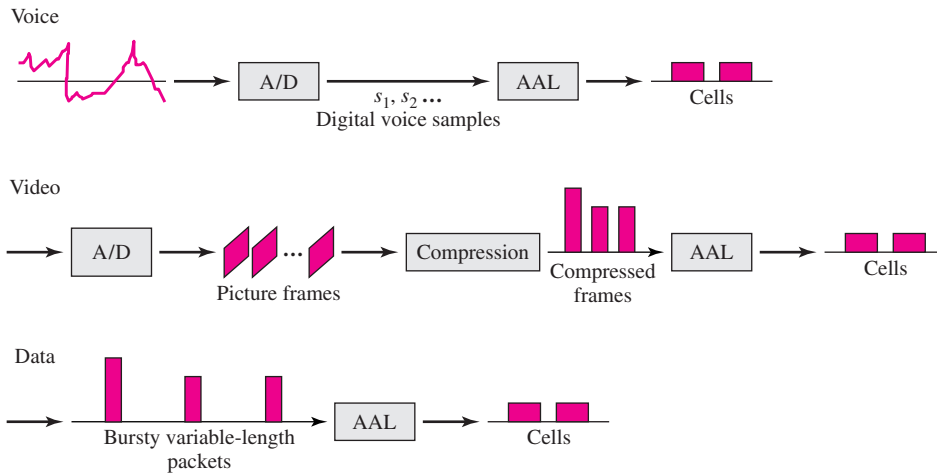 Voice
A/D
s1, s2 ...
Digital voice samples
AAL
Cells
Video
A/D
...
Picture frames
Compression
Compressed
frames
AAL
Cells
Data
Bursty variable-length
packets
AAL
Cells